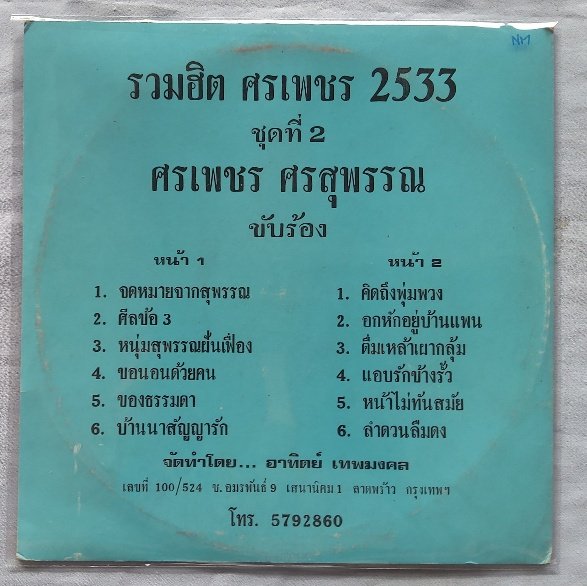 NM
รวมฮิต ศรเพชร 2533
ชุดที่ 2
ศรเพชร ศรสุพรรณ
ขับร้อง
หน้า 1
1. จดหมายจากสุพรรณ
2. ศีลข้อ 3
3. หนุ่มสุพรรณฝั่นเฟื่อง
4. ขอนอนด้วยคน
5. ของธรรมดา
6. บ้านนาสัญญารัก
หน้า 2
1. คิดถึงพุ่มพวง
2. อกหักอยู่บ้านแพน
3. ดื่มเหล้าเผากลุ้ม
4. แอบรักข้างรั้ว
5. หน้าไม่ทันสมัย
6. ลำดวนลืมดง
จัดทำโดย... อาทิตย์ เทพมงคล
เลขที่ 100/524 ซ.อมรพันธ์ 9 เสนานิคม 1 ลาดพร้าว กรุงเทพฯ
โทร. 5792860